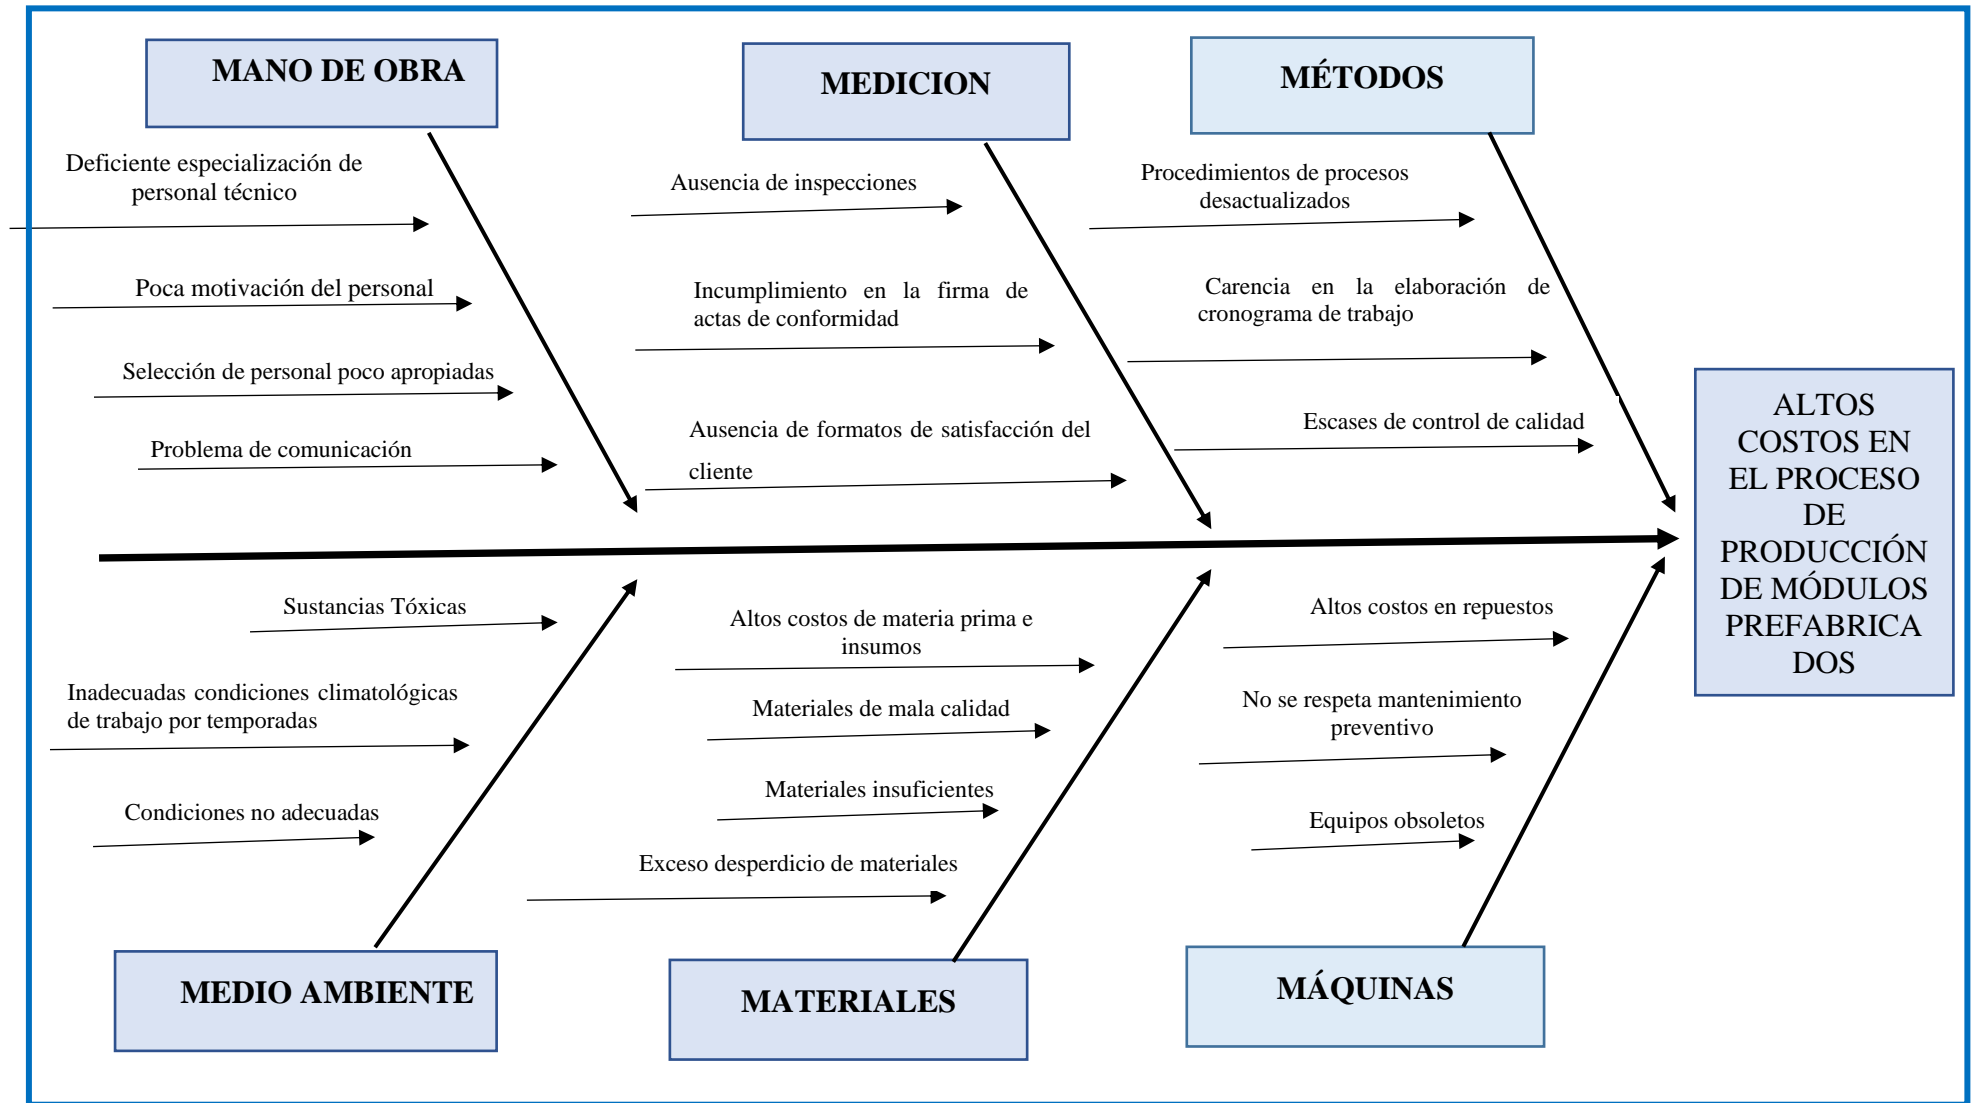 MANO DE OBRA
MEDICION
MÉTODOS
Deficiente especialización de
personal técnico
Poca motivación del personal
Selección de personal poco apropiadas
Problema de comunicación
Ausencia de inspecciones
Incumplimiento en la firma de
actas de conformidad
Ausencia de formatos de satisfacción del
cliente
Procedimientos de procesos
desactualizados
Carencia en la elaboración de
cronograma de trabajo
Escases de control de calidad
ALTOS
COSTOS EN
EL PROCESO
DE
PRODUCCIÓN
DE MÓDULOS
PREFABRICA
DOS
Sustancias Tóxicas
Inadecuadas condiciones climatológicas
de trabajo por temporadas
Condiciones no adecuadas
Altos costos de materia prima e
insumos
Materiales de mala calidad
Materiales insuficientes
Exceso desperdicio de materiales
Altos costos en repuestos
No se respeta mantenimiento
preventivo
Equipos obsoletos
MEDIO AMBIENTE
MATERIALES
MÁQUINAS